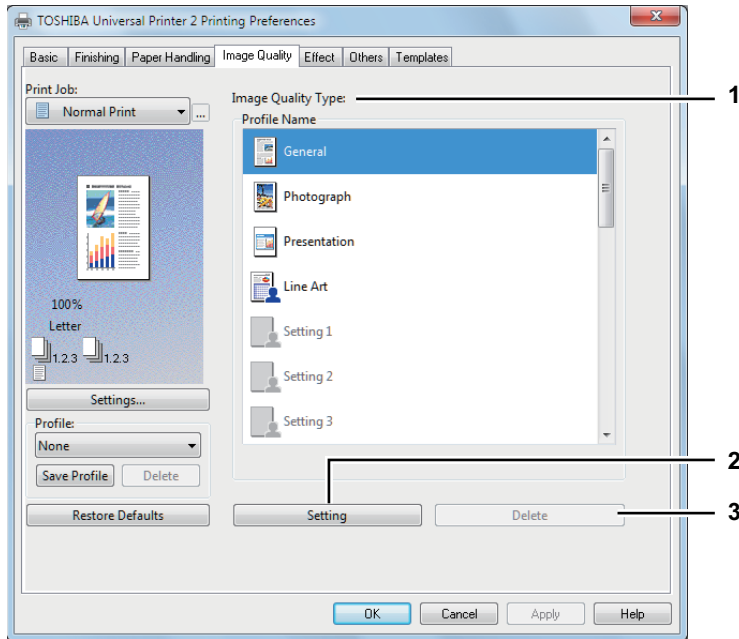 TOSHIBA Universal Printer 2 Printing Preferences
Basic Finishing Paper Handling Image Quality Effect Others Templates
Print Job:
Normal Print ...
100%
Letter
1.2.3 1.2.3
Settings...
Profile:
None
Save Profile Delete
Restore Defaults
Image Quality Type: 1
Profile Name
General
Photograph
Presentation
Line Art
Setting 1
Setting 2
Setting 3
2
Setting Delete 3
OK Cancel Apply Help